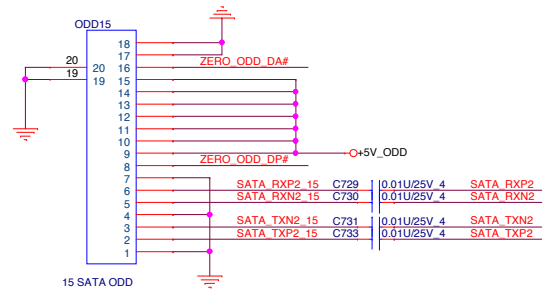 ODD15
18
17
20 20 16 ZERO_ODD_DA#
19 19 15
14
13
12
11
10
9 +5V_ODD
8 ZERO_ODD_DP#
7
6 SATA_RXP2_15 C729 0.01U/25V_4 SATA_RXP2
5 SATA_RXN2_15 C730 0.01U/25V_4 SATA_RXN2
4
3 SATA_TXN2_15 C731 0.01U/25V_4 SATA_TXN2
2 SATA_TXP2_15 C733 0.01U/25V_4 SATA_TXP2
1
15 SATA ODD